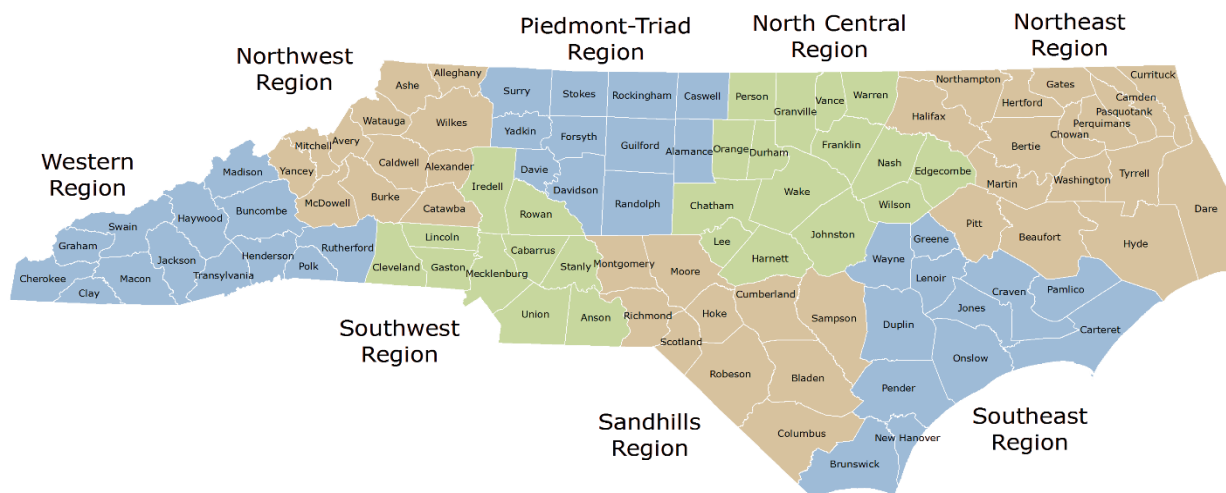 Piedmont-Triad
Region
North Central
Region
Northeast
Region
Northwest
Region
Western
Region
Southwest
Region
Sandhills
Region
Southeast
Region
Alleghany
Ashe
Surry
Stokes
Rockingham
Caswell
Person
Granville
Vance
Warren
Northampton
Gates
Currituck
Camden
Hertford
Pasquotank
Perquimans
Chowan
Halifax
Watauga
Wilkes
Yadkin
Forsyth
Guilford
Alamance
Orange
Durham
Franklin
Nash
Edgecombe
Bertie
Mitchell
Avery
Caldwell
Alexander
Yancey
Madison
Davie
Davidson
Iredell
Martin
Washington
Tyrrell
Dare
McDowell
Burke
Catawba
Rowan
Randolph
Chatham
Wake
Wilson
Buncombe
Haywood
Swain
Graham
Jackson
Henderson
Rutherford
Polk
Transylvania
Macon
Cherokee
Clay
Cleveland
Lincoln
Gaston
Mecklenburg
Cabarrus
Stanly
Union
Anson
Montgomery
Moore
Lee
Harnett
Johnston
Wayne
Greene
Pitt
Beaufort
Hyde
Lenoir
Craven
Pamlico
Jones
Carteret
Richmond
Hoke
Cumberland
Sampson
Duplin
Scotland
Onslow
Robeson
Bladen
Pender
Columbus
New Hanover
Brunswick